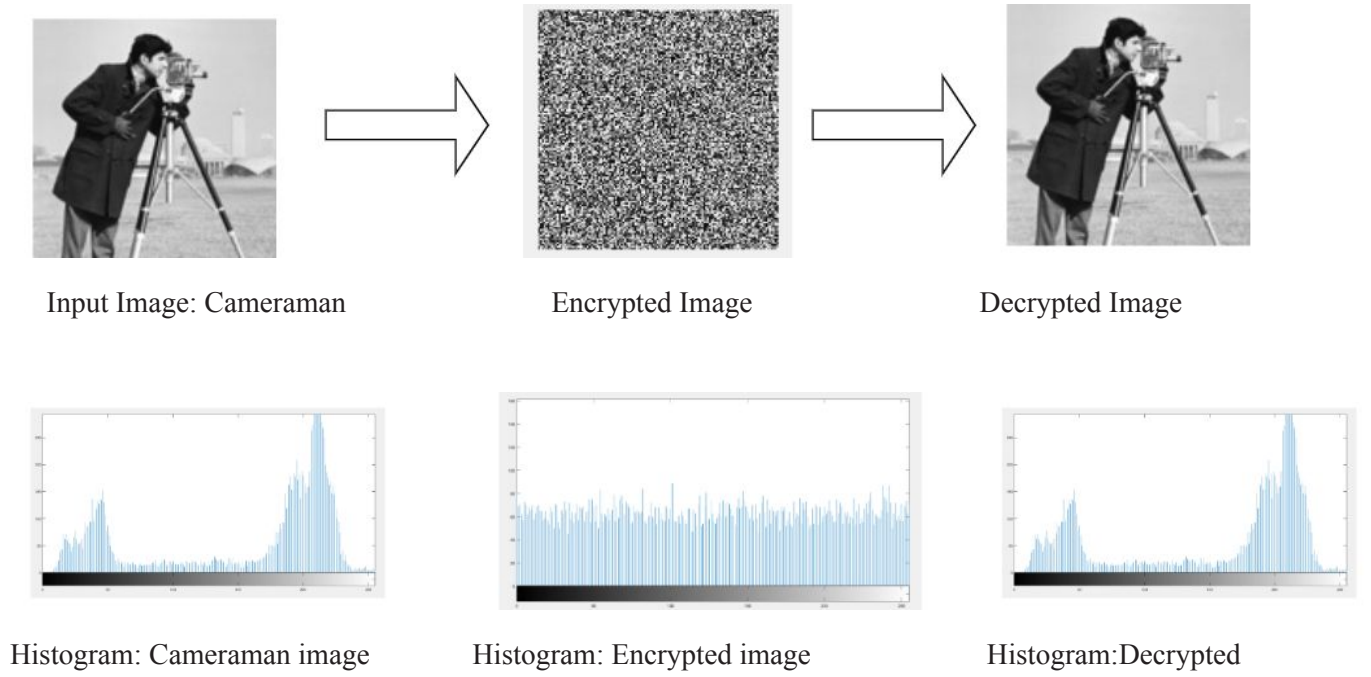 Input Image: Cameraman
Encrypted Image
Decrypted Image
Histogram: Cameraman image
Histogram: Encrypted image
Histogram:Decrypted